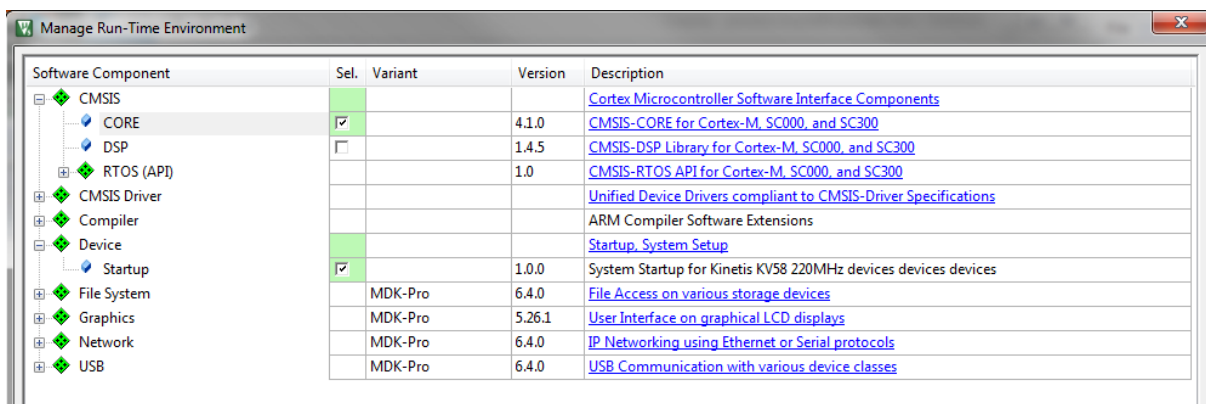 Manage Run-Time Environment
Software Component Sel. Variant Version Description
CMSIS Cortex Microcontroller Software Interface Components
CORE 4.1.0 CMSIS-CORE for Cortex-M, SC000, and SC300
DSP 1.4.5 CMSIS-DSP Library for Cortex-M, SC000, and SC300
RTOS (API) 1.0 CMSIS-RTOS API for Cortex-M, SC000, and SC300
CMSIS Driver Unified Device Drivers compliant to CMSIS-Driver Specifications
Compiler ARM Compiler Software Extensions
Device Startup, System Setup
Startup 1.0.0 System Startup for Kinetis KV58 220MHz devices devices devices
File System MDK-Pro 6.4.0 File Access on various storage devices
Graphics MDK-Pro 5.26.1 User Interface on graphical LCD displays
Network MDK-Pro 6.4.0 IP Networking using Ethernet or Serial protocols
USB MDK-Pro 6.4.0 USB Communication with various device classes